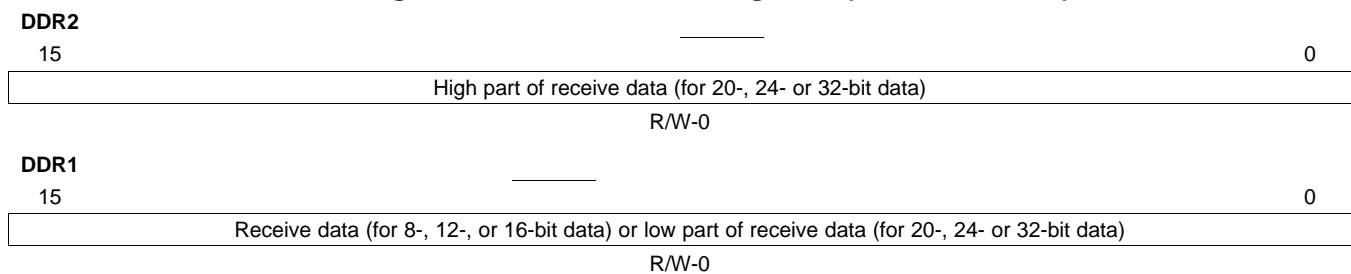 DDR2
15 0
High part of receive data (for 20-, 24- or 32-bit data)
R/W-0
DDR1
15 0
Receive data (for 8-, 12-, or 16-bit data) or low part of receive data (for 20-, 24- or 32-bit data)
R/W-0